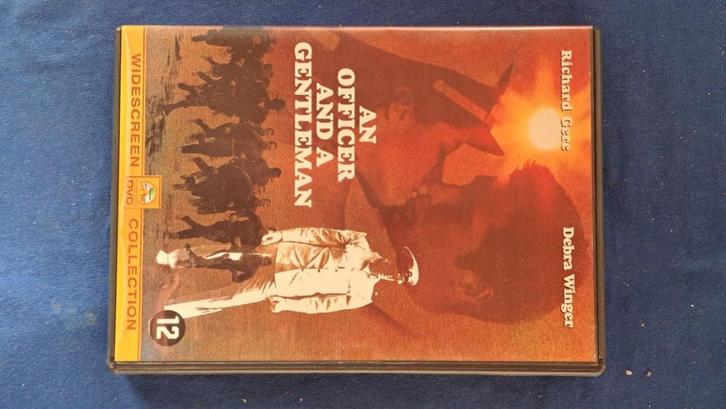 Richard Gere
Debra Winger
AN
OFFICER
AND A
GENTLEMAN
12
WIDESCREEN DVD COLLECTION